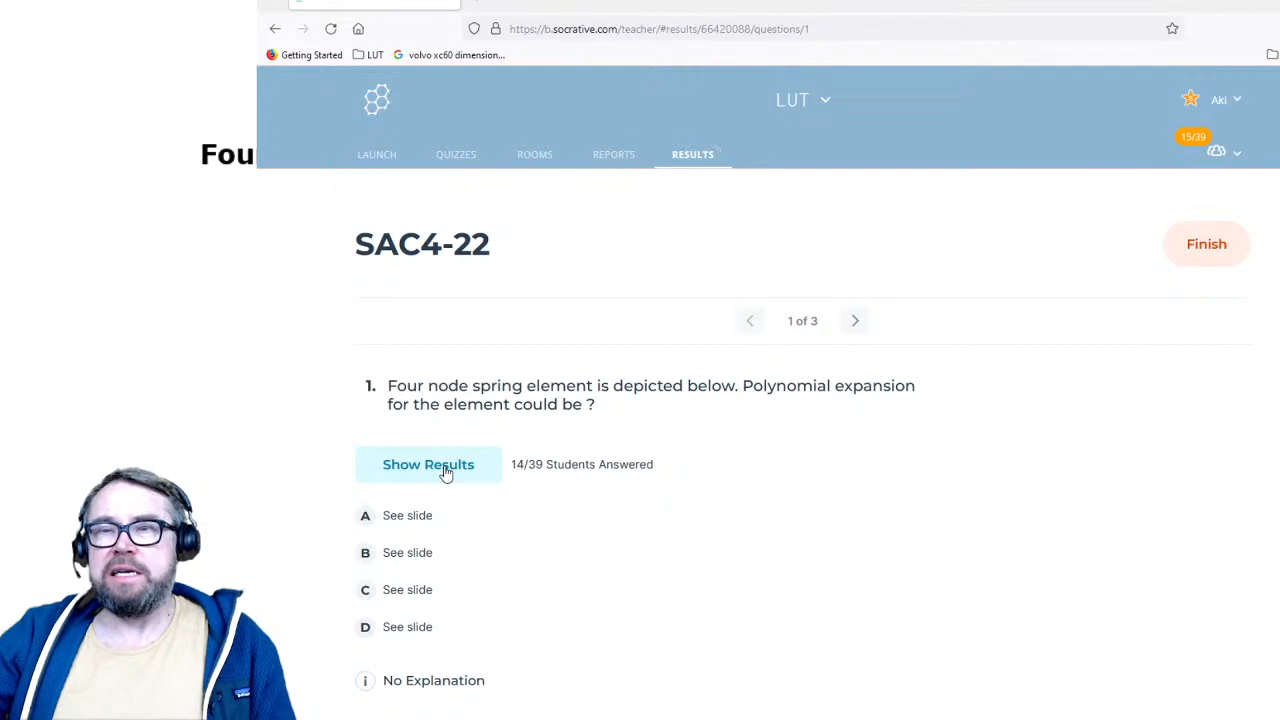 https://b.socrative.com/teacher/#results/66420088/questions/1
Getting Started LUT volvo xc60 dimension...
LUT
Aki
15/39
LAUNCH QUIZZES ROOMS REPORTS RESULTS
Fou
SAC4-22
Finish
1 of 3
1. Four node spring element is depicted below. Polynomial expansion
for the element could be ?
Show Results 14/39 Students Answered
A See slide
B See slide
C See slide
D See slide
i No Explanation